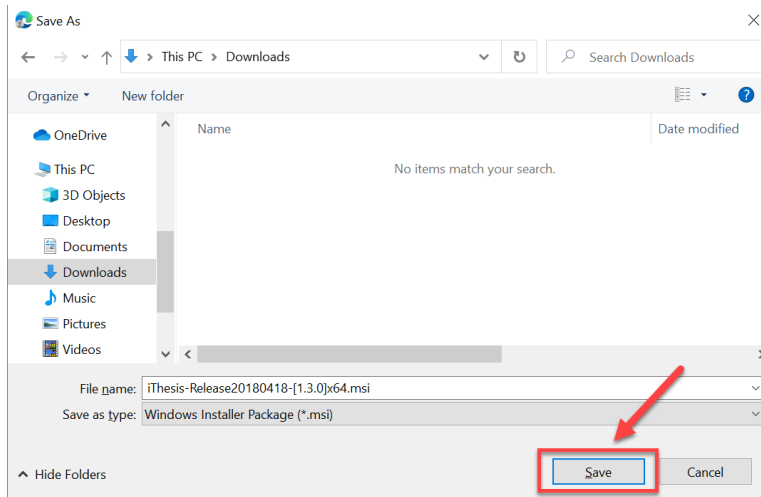 Save As
This PC > Downloads
Search Downloads
Organize
New folder
?
Name
Date modified
OneDrive
No items match your search.
This PC
3D Objects
Desktop
Documents
Downloads
Music
Pictures
Videos
File name: iThesis-Release20180418-[1.3.0]x64.msi
Save as type: Windows Installer Package (*.msi)
Hide Folders
Save
Cancel